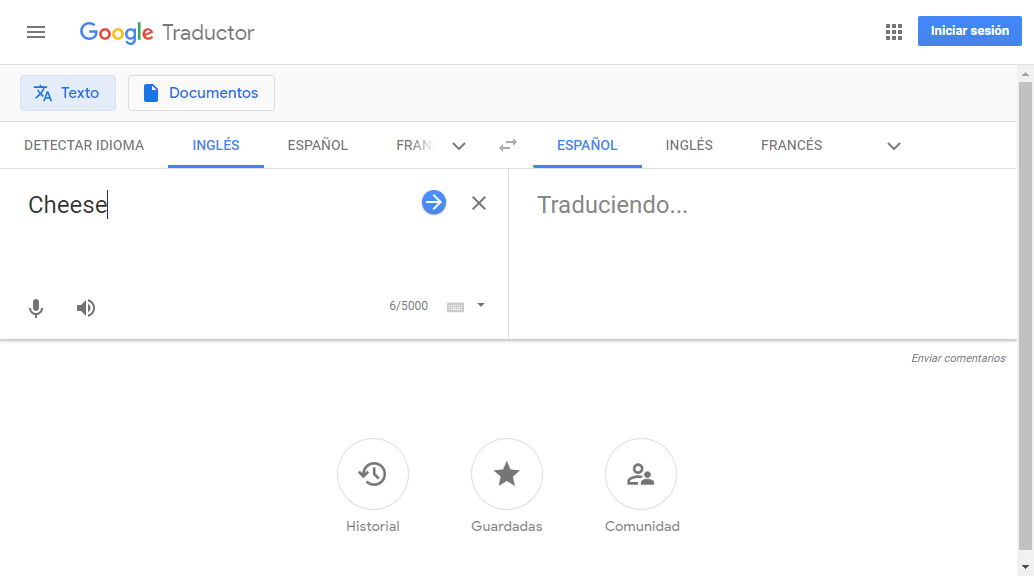 Google Traductor
Iniciar sesión
Texto
Documentos
DETECTAR IDIOMA
INGLÉS
ESPAÑOL
FRAN
ESPAÑOL
INGLÉS
FRANCÉS
Cheese
Traduciendo...
6/5000
Enviar comentarios
Historial
Guardadas
Comunidad